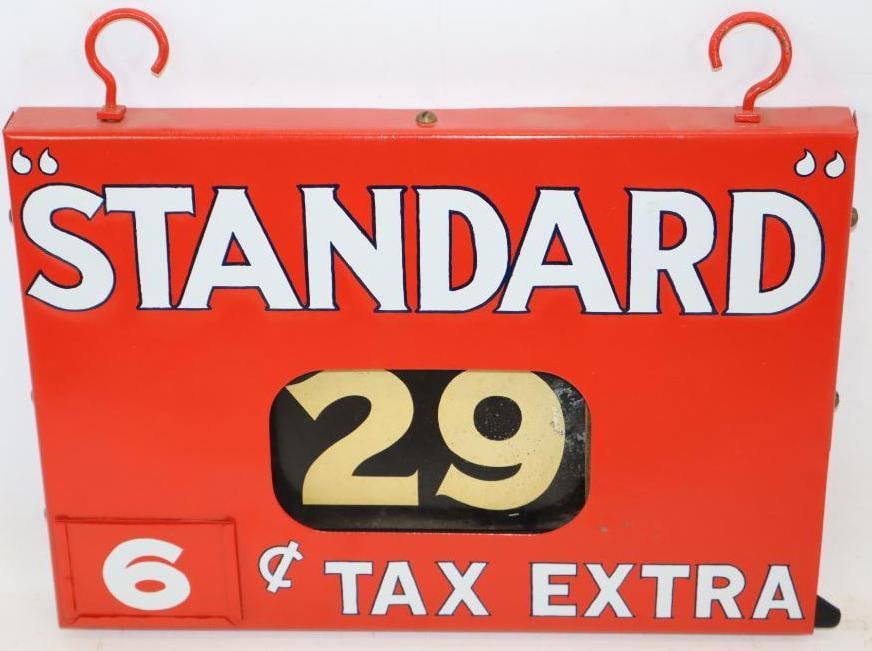 “STANDARD”
29
6 ¢ TAX EXTRA